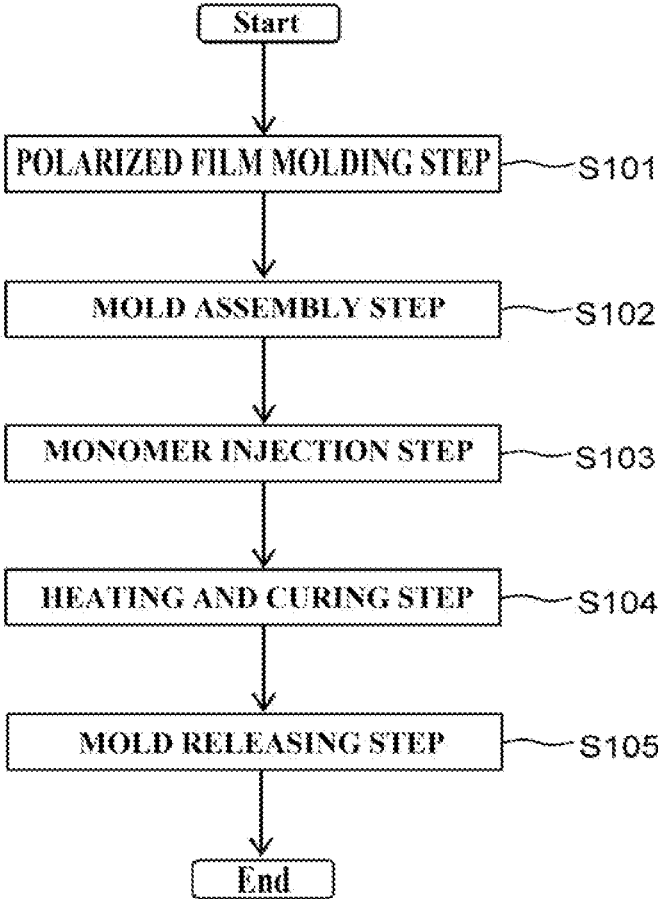 Start
POLARIZED FILM MOLDING STEP
S101
MOLD ASSEMBLY STEP
S102
MONOMER INJECTION STEP
S103
HEATING AND CURING STEP
S104
MOLD RELEASING STEP
S105
End